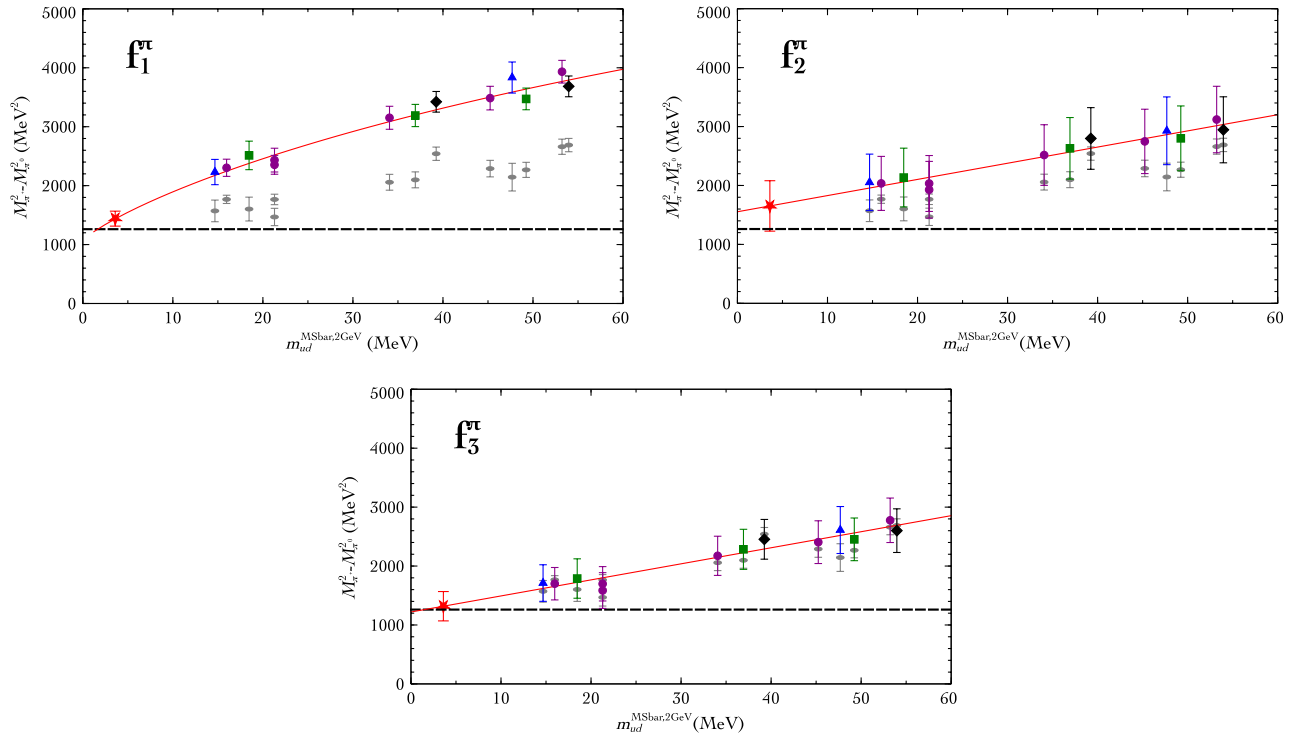 f₁^π
M²_π⁺-M²_π⁰ (MeV²)
5000
4000
3000
2000
1000
0
0 10 20 30 40 50 60
m_ud^MSbar,2GeV (MeV)
f₂^π
M²_π⁺-M²_π⁰ (MeV²)
5000
4000
3000
2000
1000
0
0 10 20 30 40 50 60
m_ud^MSbar,2GeV (MeV)
f₃^π
M²_π⁺-M²_π⁰ (MeV²)
5000
4000
3000
2000
1000
0
0 10 20 30 40 50 60
m_ud^MSbar,2GeV(MeV)